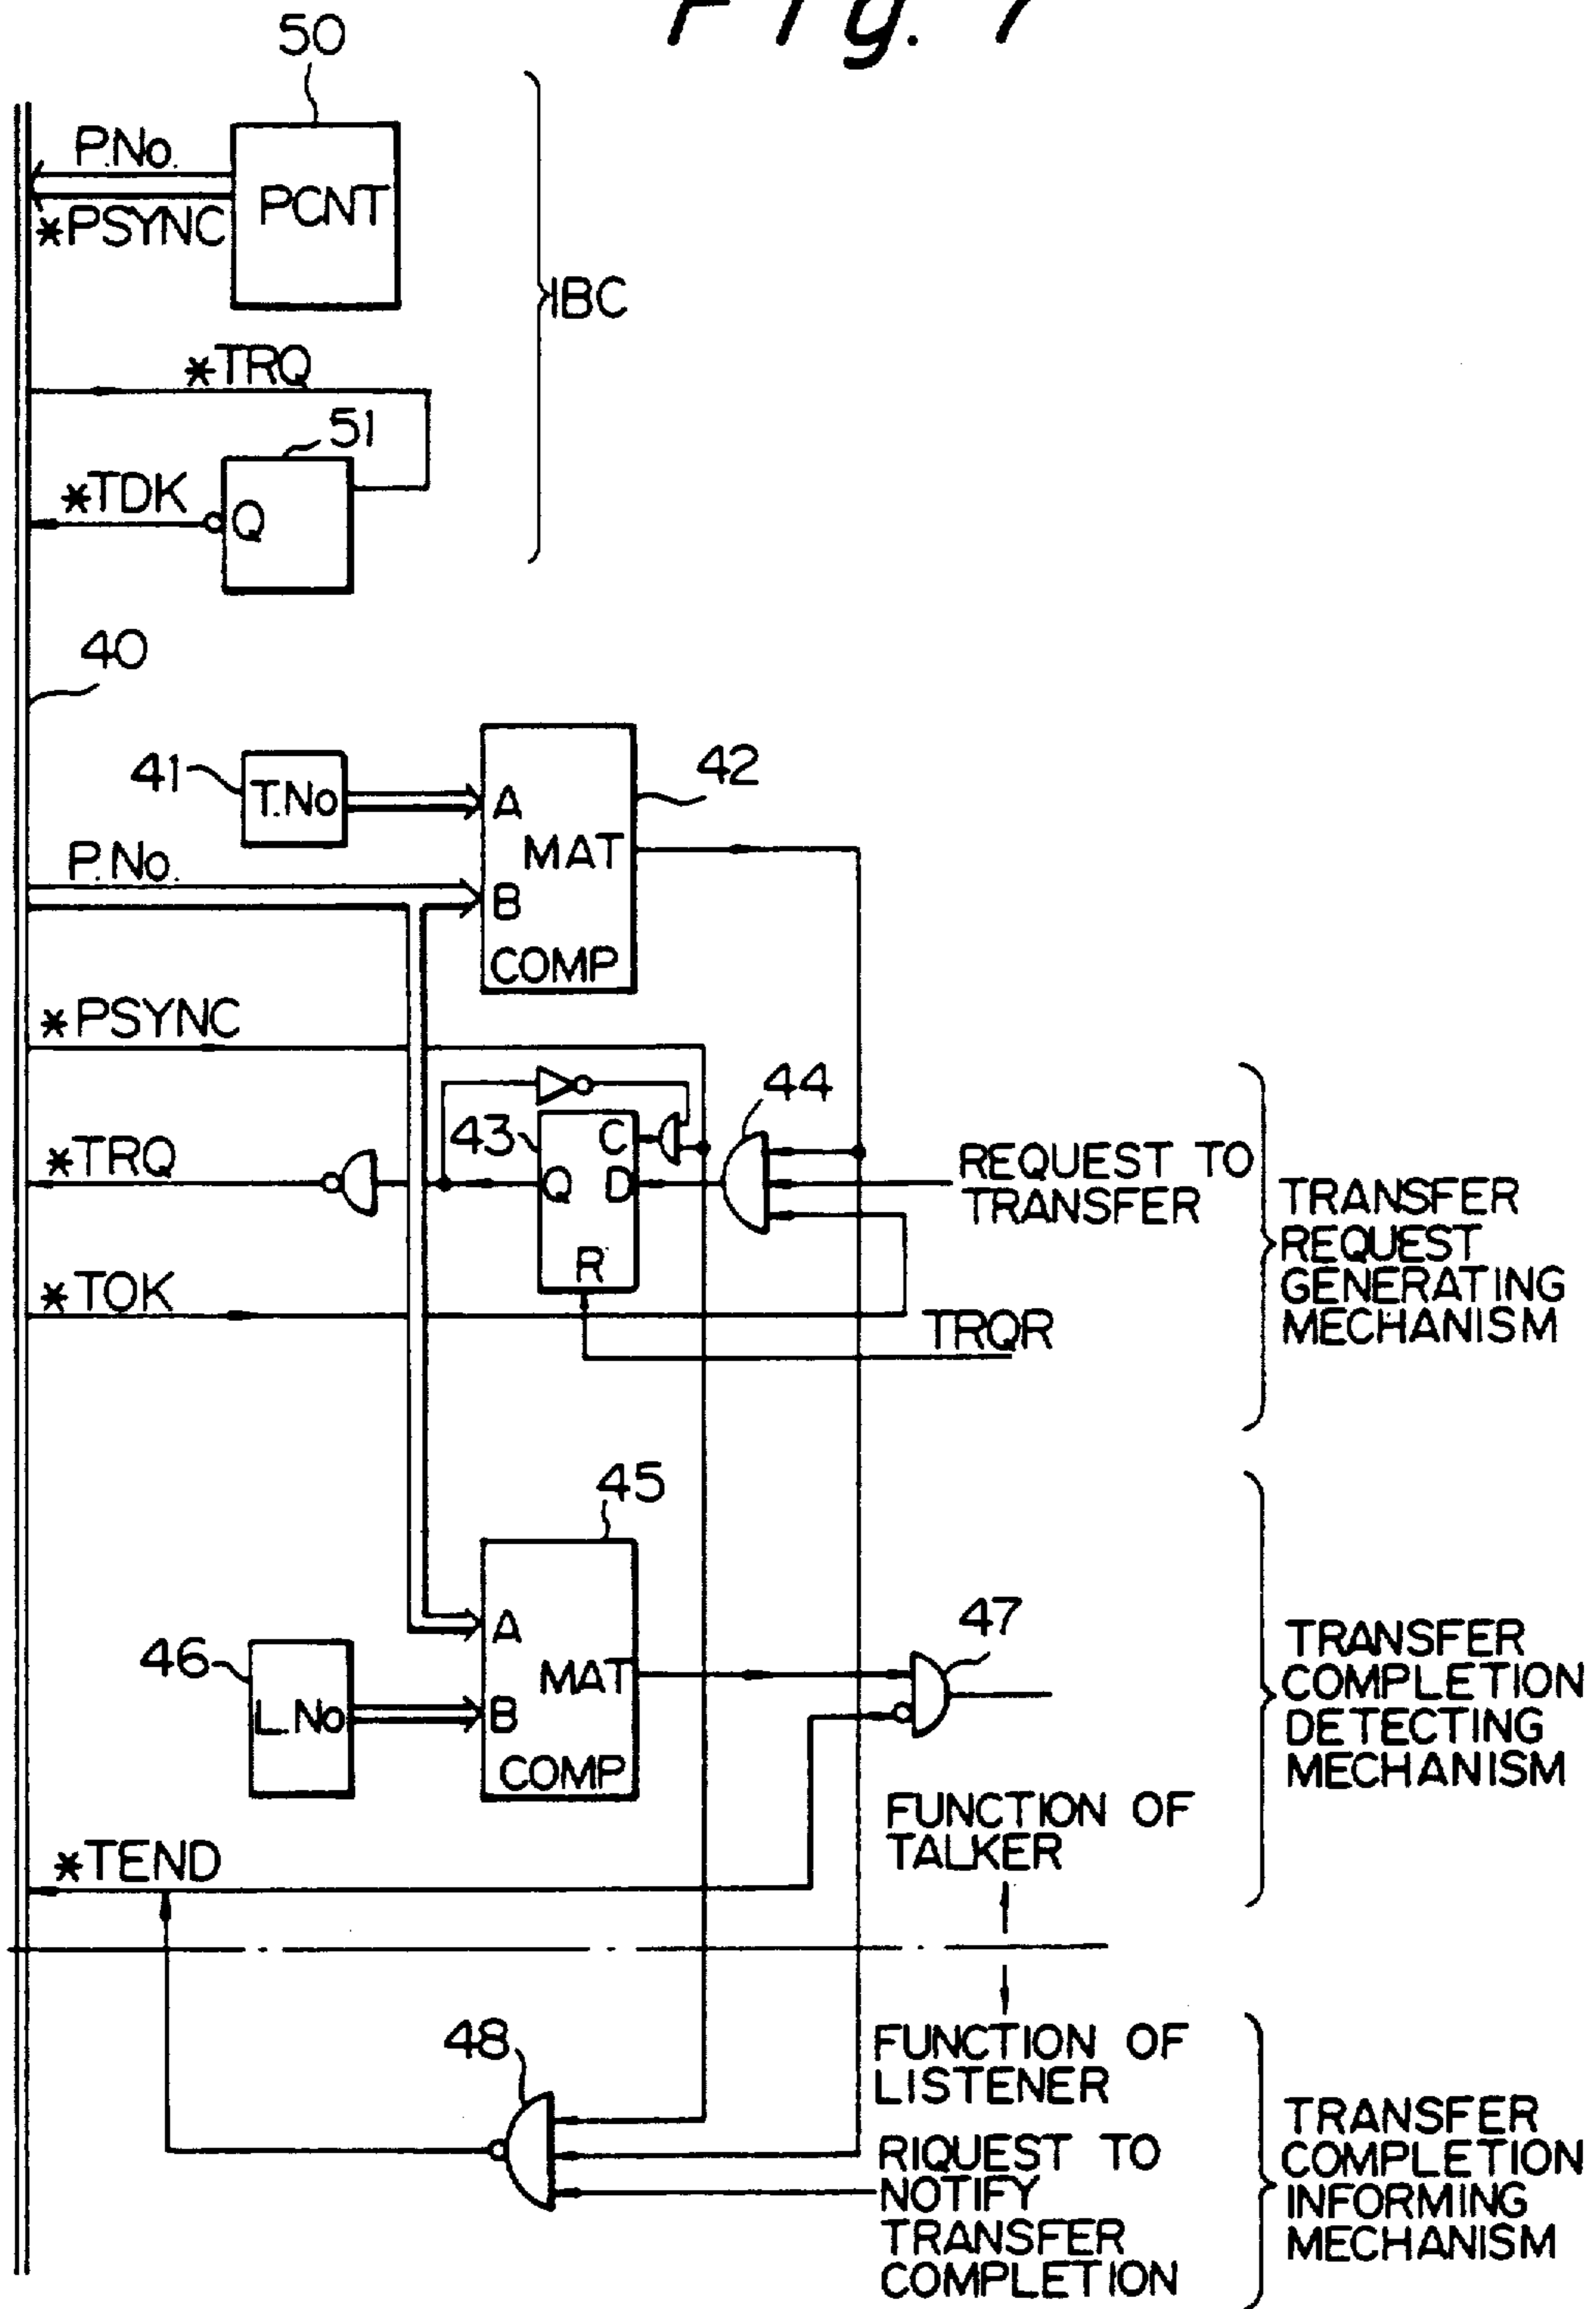 Fig. 7
50
P.No.
*PSYNC
PCNT
IBC
*TRQ
51
*TDK
Q
40
41
T.No
42
A
MAT
B
COMP
P.No.
*PSYNC
44
43
C
*TRQ
Q
D
R
REQUEST TO
TRANSFER
TRANSFER
REQUEST
GENERATING
MECHANISM
*TOK
TRQR
45
A
MAT
B
COMP
46
L.No
47
TRANSFER
COMPLETION
DETECTING
MECHANISM
FUNCTION OF
TALKER
*TEND
48
FUNCTION OF
LISTENER
RIQUEST TO
NOTIFY
TRANSFER
COMPLETION
TRANSFER
COMPLETION
INFORMING
MECHANISM